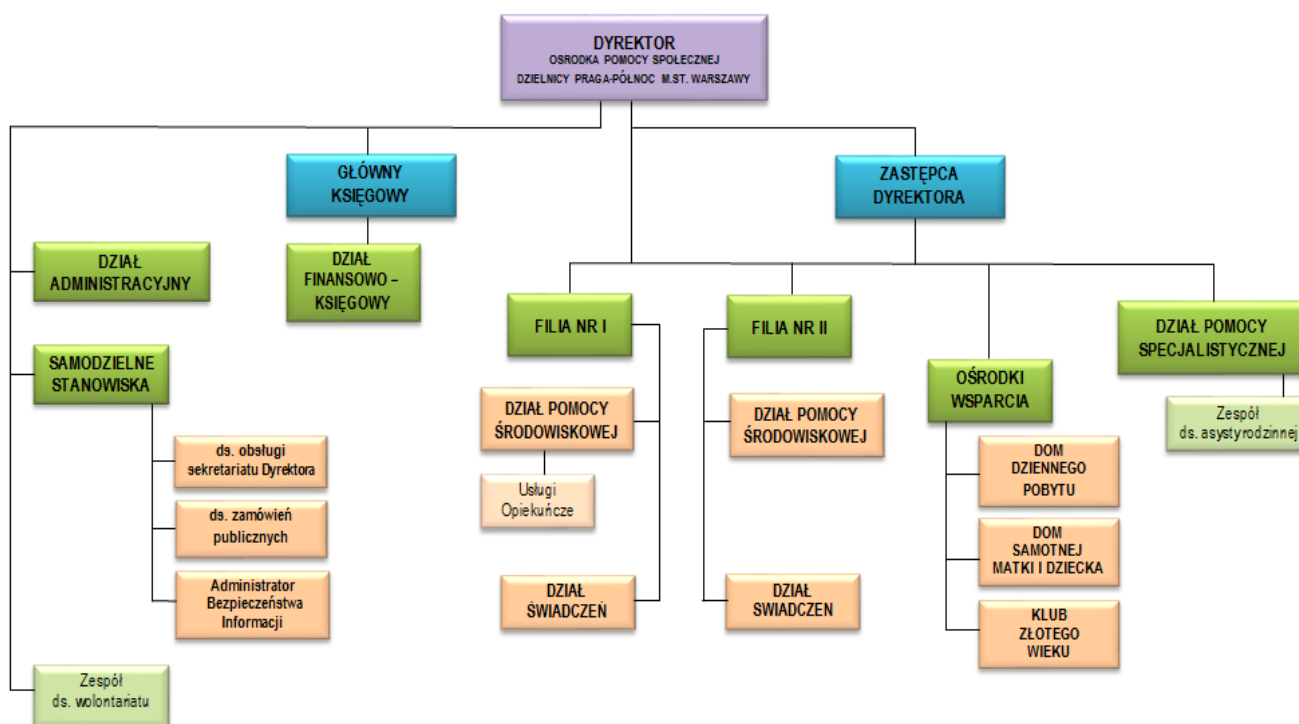 DYREKTOR
OSRODKA POMOCY SPOŁECZNEJ
DZIELNICY PRAGA-PÓŁNOC M.ST. WARSZAWY
GŁÓWNY
KSIĘGOWY
ZASTĘPCA
DYREKTORA
DZIAŁ
ADMINISTRACYJNY
DZIAŁ
FINANSOWO –
KSIĘGOWY
FILIA NR I
FILIA NR II
DZIAŁ POMOCY
SPECJALISTYCZNEJ
SAMODZIELNE
STANOWISKA
OŚRODKI
WSPARCIA
DZIAŁ POMOCY
ŚRODOWISKOWEJ
DZIAŁ POMOCY
ŚRODOWISKOWEJ
Zespół
ds. asystyrodzinnej
ds. obsługi
sekretariatu Dyrektora
DOM
DZIENNEGO
POBYTU
Usługi
Opiekuńcze
ds. zamówień
publicznych
DOM
SAMOTNEJ
MATKI I DZIECKA
Administrator
Bezpieczeństwa
Informacji
DZIAŁ
ŚWIADCZEŃ
DZIAŁ
SWIADCZEN
KLUB
ZŁOTEGO
WIEKU
Zespół
ds. wolontariatu